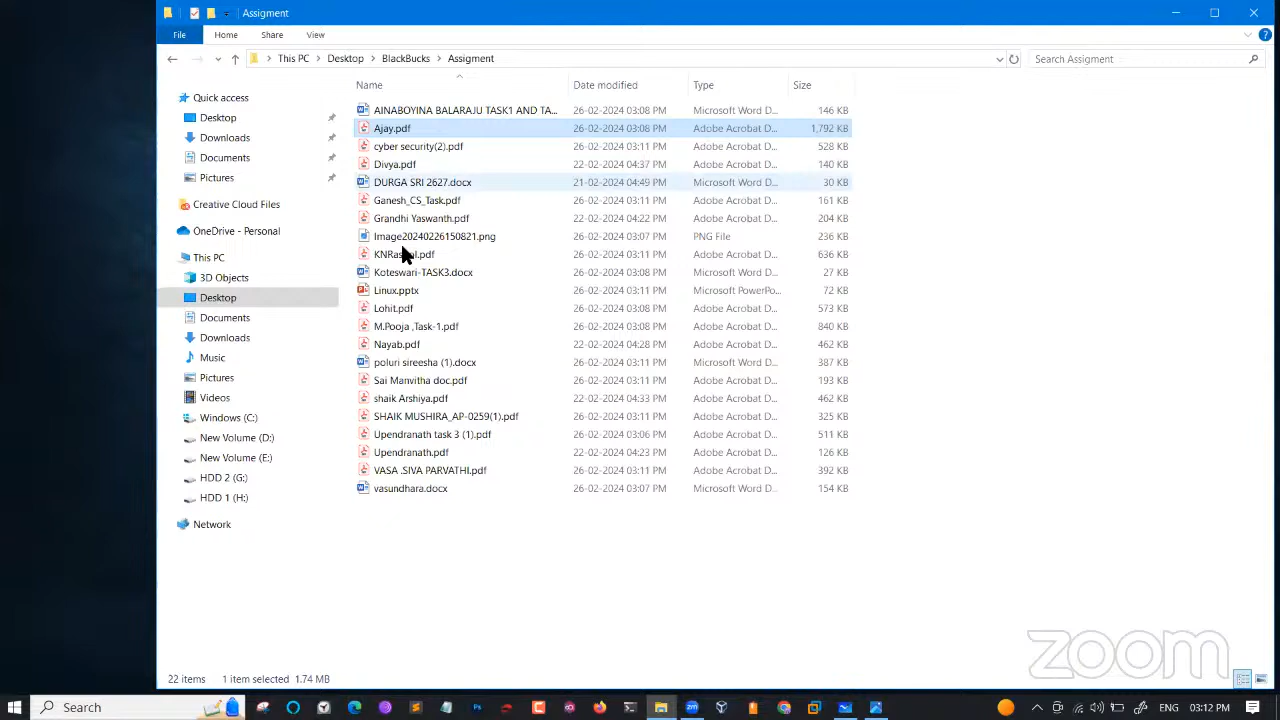 Assigment
File Home Share View
This PC > Desktop > BlackBucks > Assigment
Search Assigment
Name Date modified Type Size
Quick access
Desktop
Downloads
Documents
Pictures
Creative Cloud Files
OneDrive - Personal
This PC
3D Objects
Desktop
Documents
Downloads
Music
Pictures
Videos
Windows (C:)
New Volume (D:)
New Volume (E:)
HDD 2 (G:)
HDD 1 (H:)
Network
AINABOYINA BALARAJU TASK1 AND TA... 26-02-2024 03:08 PM Microsoft Word D... 146 KB
Ajay.pdf 26-02-2024 03:08 PM Adobe Acrobat D... 1,792 KB
cyber security(2).pdf 26-02-2024 03:11 PM Adobe Acrobat D... 528 KB
Divya.pdf 22-02-2024 04:37 PM Adobe Acrobat D... 140 KB
DURGA SRI 2627.docx 21-02-2024 04:49 PM Microsoft Word D... 30 KB
Ganesh_CS_Task.pdf 26-02-2024 03:11 PM Adobe Acrobat D... 161 KB
Grandhi Yaswanth.pdf 22-02-2024 04:22 PM Adobe Acrobat D... 204 KB
Image20240226150821.png 26-02-2024 03:07 PM PNG File 236 KB
26-02-2024 03:11 PM Adobe Acrobat D... 636 KB
Koteswari-TASK3.docx 26-02-2024 03:11 PM Microsoft Word D... 27 KB
Linux.pptx 26-02-2024 03:11 PM Microsoft PowerPo... 72 KB
Lohit.pdf 26-02-2024 03:08 PM Adobe Acrobat D... 573 KB
M.Pooja ,Task-1.pdf 26-02-2024 03:08 PM Adobe Acrobat D... 840 KB
Nayab.pdf 22-02-2024 04:28 PM Adobe Acrobat D... 462 KB
poluri sireesha (1).docx 26-02-2024 03:11 PM Microsoft Word D... 387 KB
Sai Manvitha doc.pdf 26-02-2024 03:11 PM Adobe Acrobat D... 193 KB
shaik Arshiya.pdf 22-02-2024 04:33 PM Adobe Acrobat D... 462 KB
SHAIK MUSHIRA_AP-0259(1).pdf 26-02-2024 03:11 PM Adobe Acrobat D... 325 KB
Upendranath task 3 (1).pdf 26-02-2024 03:06 PM Adobe Acrobat D... 511 KB
Upendranath.pdf 22-02-2024 04:23 PM Adobe Acrobat D... 126 KB
VASA .SIVA PARVATHI.pdf 26-02-2024 03:11 PM Adobe Acrobat D... 392 KB
vasundhara.docx 26-02-2024 03:07 PM Microsoft Word D... 154 KB
zoom
22 items 1 item selected 1.74 MB
Search
ENG 03:12 PM